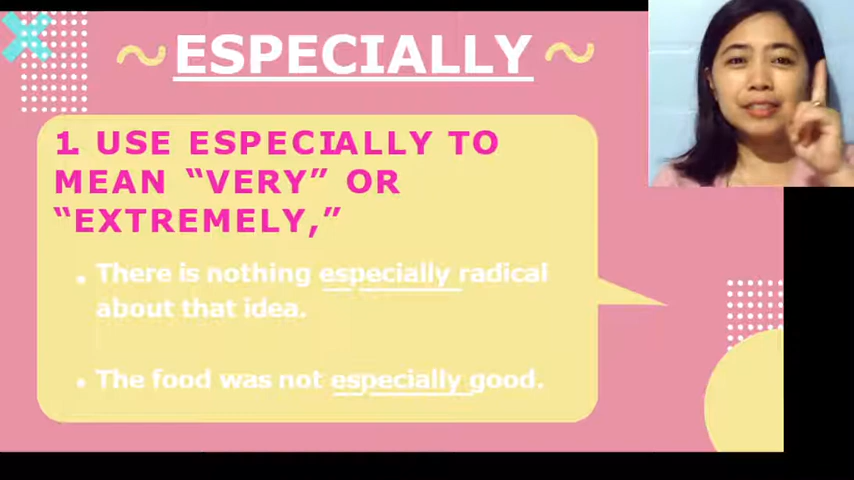 ~ ESPECIALLY ~
1. USE ESPECIALLY TO
MEAN “VERY” OR
“EXTREMELY,”
. There is nothing especially radical
about that idea.
. The food was not especially good.